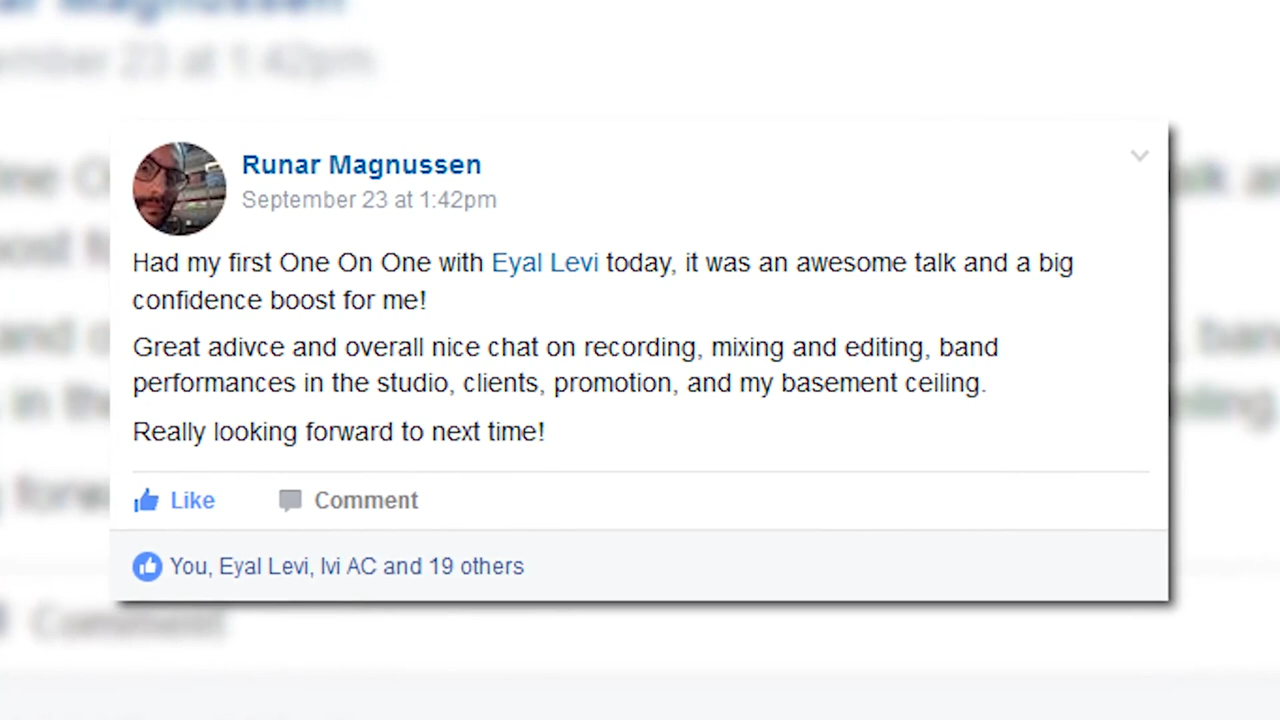 Runar Magnussen
September 23 at 1:42pm
Had my first One On One with Eyal Levi today, it was an awesome talk and a big
confidence boost for me!
Great adivce and overall nice chat on recording, mixing and editing, band
performances in the studio, clients, promotion, and my basement ceiling.
Really looking forward to next time!
Like Comment
You, Eyal Levi, Ivi AC and 19 others